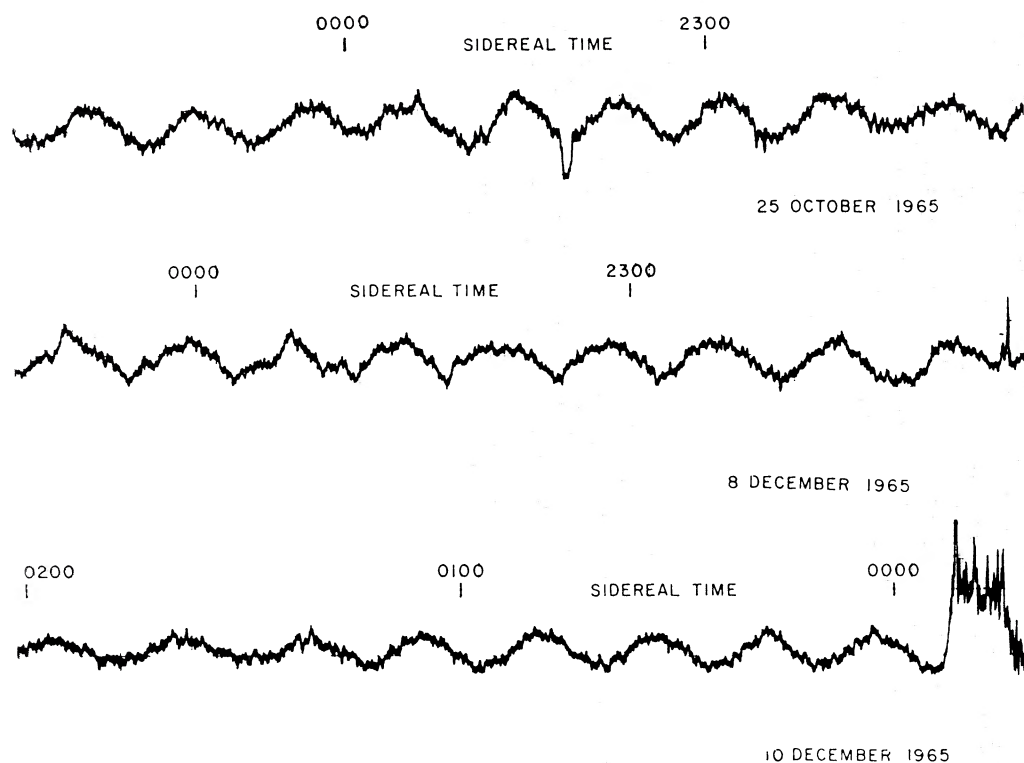 0000 2300
SIDEREAL TIME
25 OCTOBER 1965
0000 2300
SIDEREAL TIME
8 DECEMBER 1965
0200 0100 0000
SIDEREAL TIME
10 DECEMBER 1965